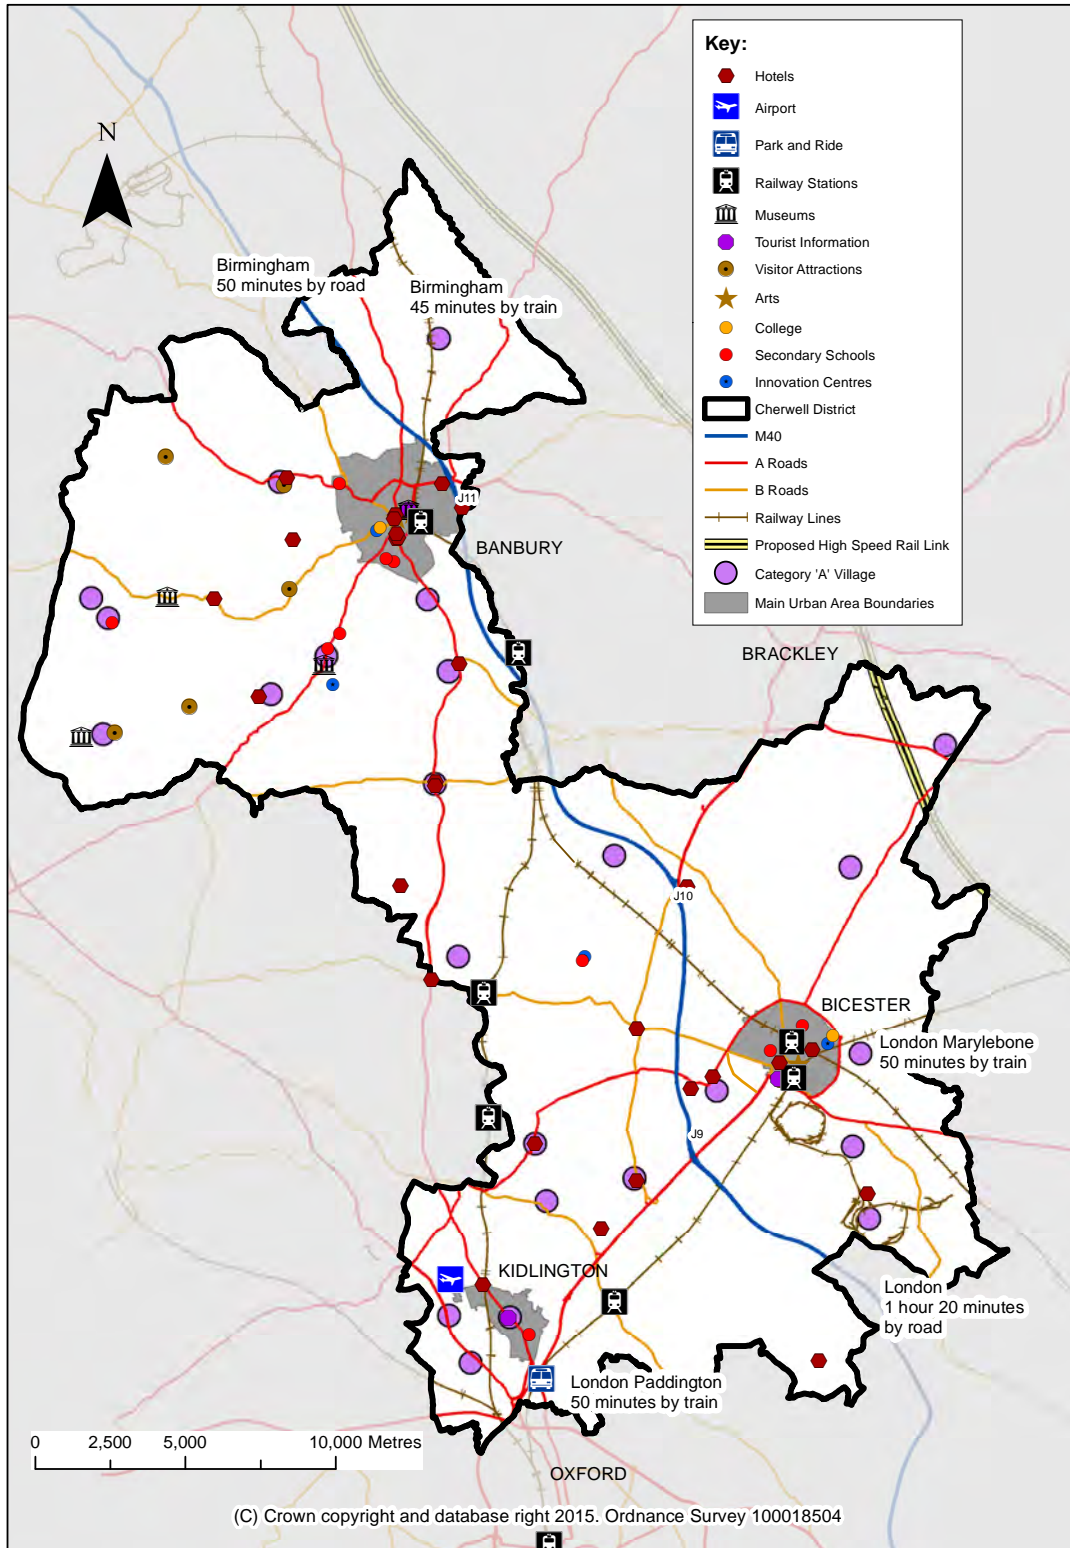 Key:
Hotels
Airport
Park and Ride
Railway Stations
Museums
Tourist Information
Visitor Attractions
Arts
College
Secondary Schools
Innovation Centres
Cherwell District
M40
A Roads
B Roads
Railway Lines
Proposed High Speed Rail Link
Category 'A' Village
Main Urban Area Boundaries
N
Birmingham
50 minutes by road
Birmingham
45 minutes by train
J11
BANBURY
BRACKLEY
J10
BICESTER
London Marylebone
50 minutes by train
J9
KIDLINGTON
London
1 hour 20 minutes
by road
London Paddington
50 minutes by train
0 2,500 5,000 10,000 Metres
OXFORD
(C) Crown copyright and database right 2015. Ordnance Survey 100018504